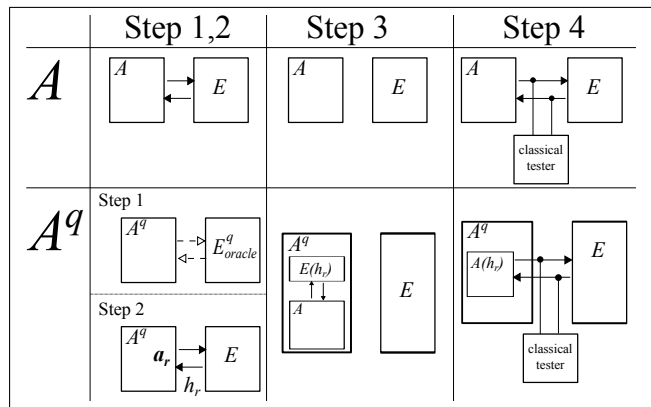 Step 1,2 Step 3 Step 4
A
A E
A E
A E
classical
tester
A^q
Step 1
A^q E^q_oracle
Step 2
A^q
a_r E
h_r
A^q
E(h_r)
A
E
A^q
A(h_r)
E
classical
tester